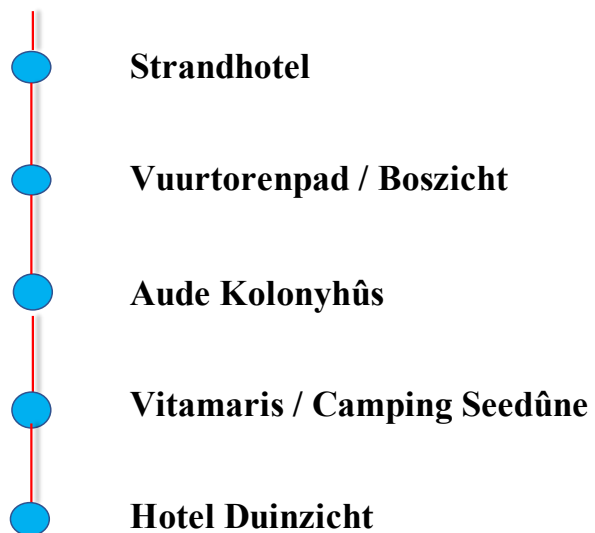 Strandhotel
Vuurtorenpad / Boszicht
Aude Kolonyhûs
Vitamaris / Camping Seedûne
Hotel Duinzicht